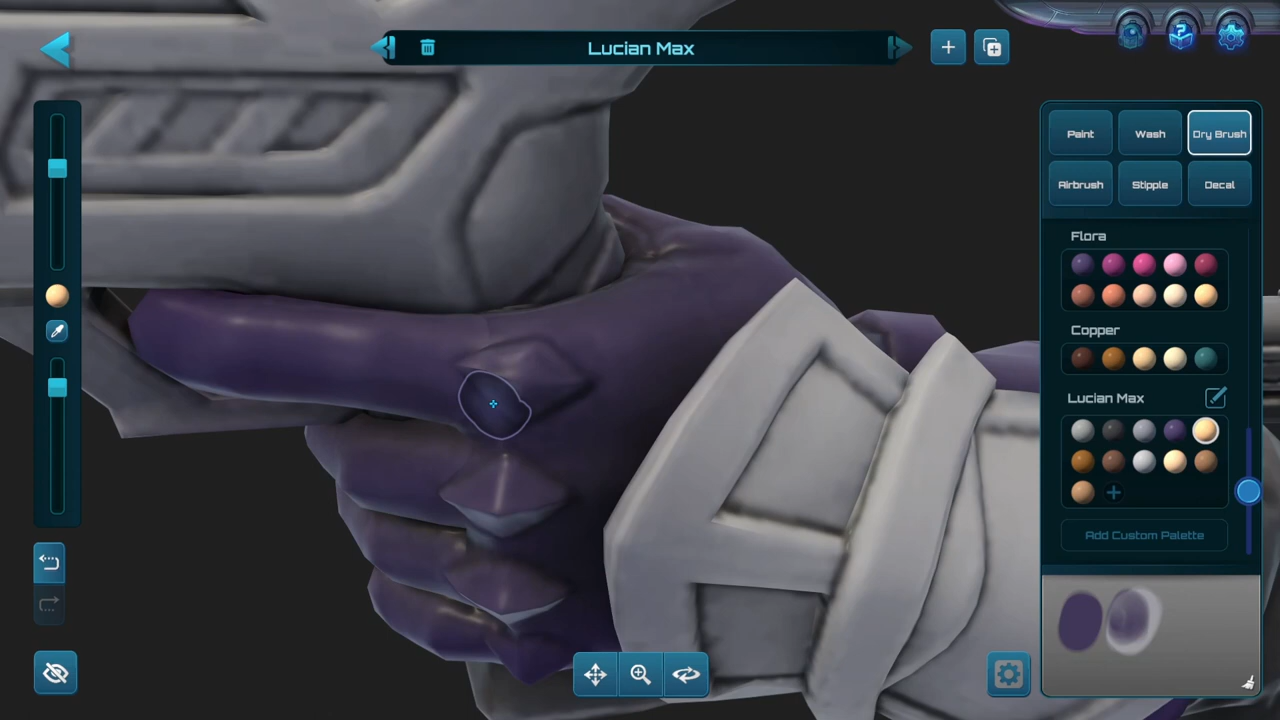 Lucian Max
Paint
Wash
Dry Brush
Airbrush
Stipple
Decal
Flora
Copper
Lucian Max
Add Custom Palette